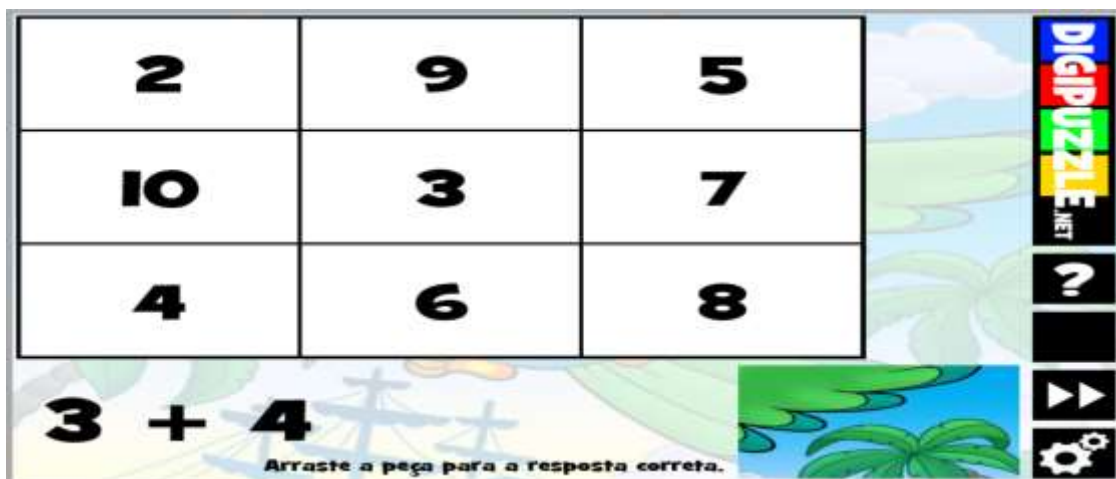 2 9 5
10 3 7
4 6 8
3 + 4
Arraste a peça para a resposta correta.
DIGIPUZZLE.NET
?